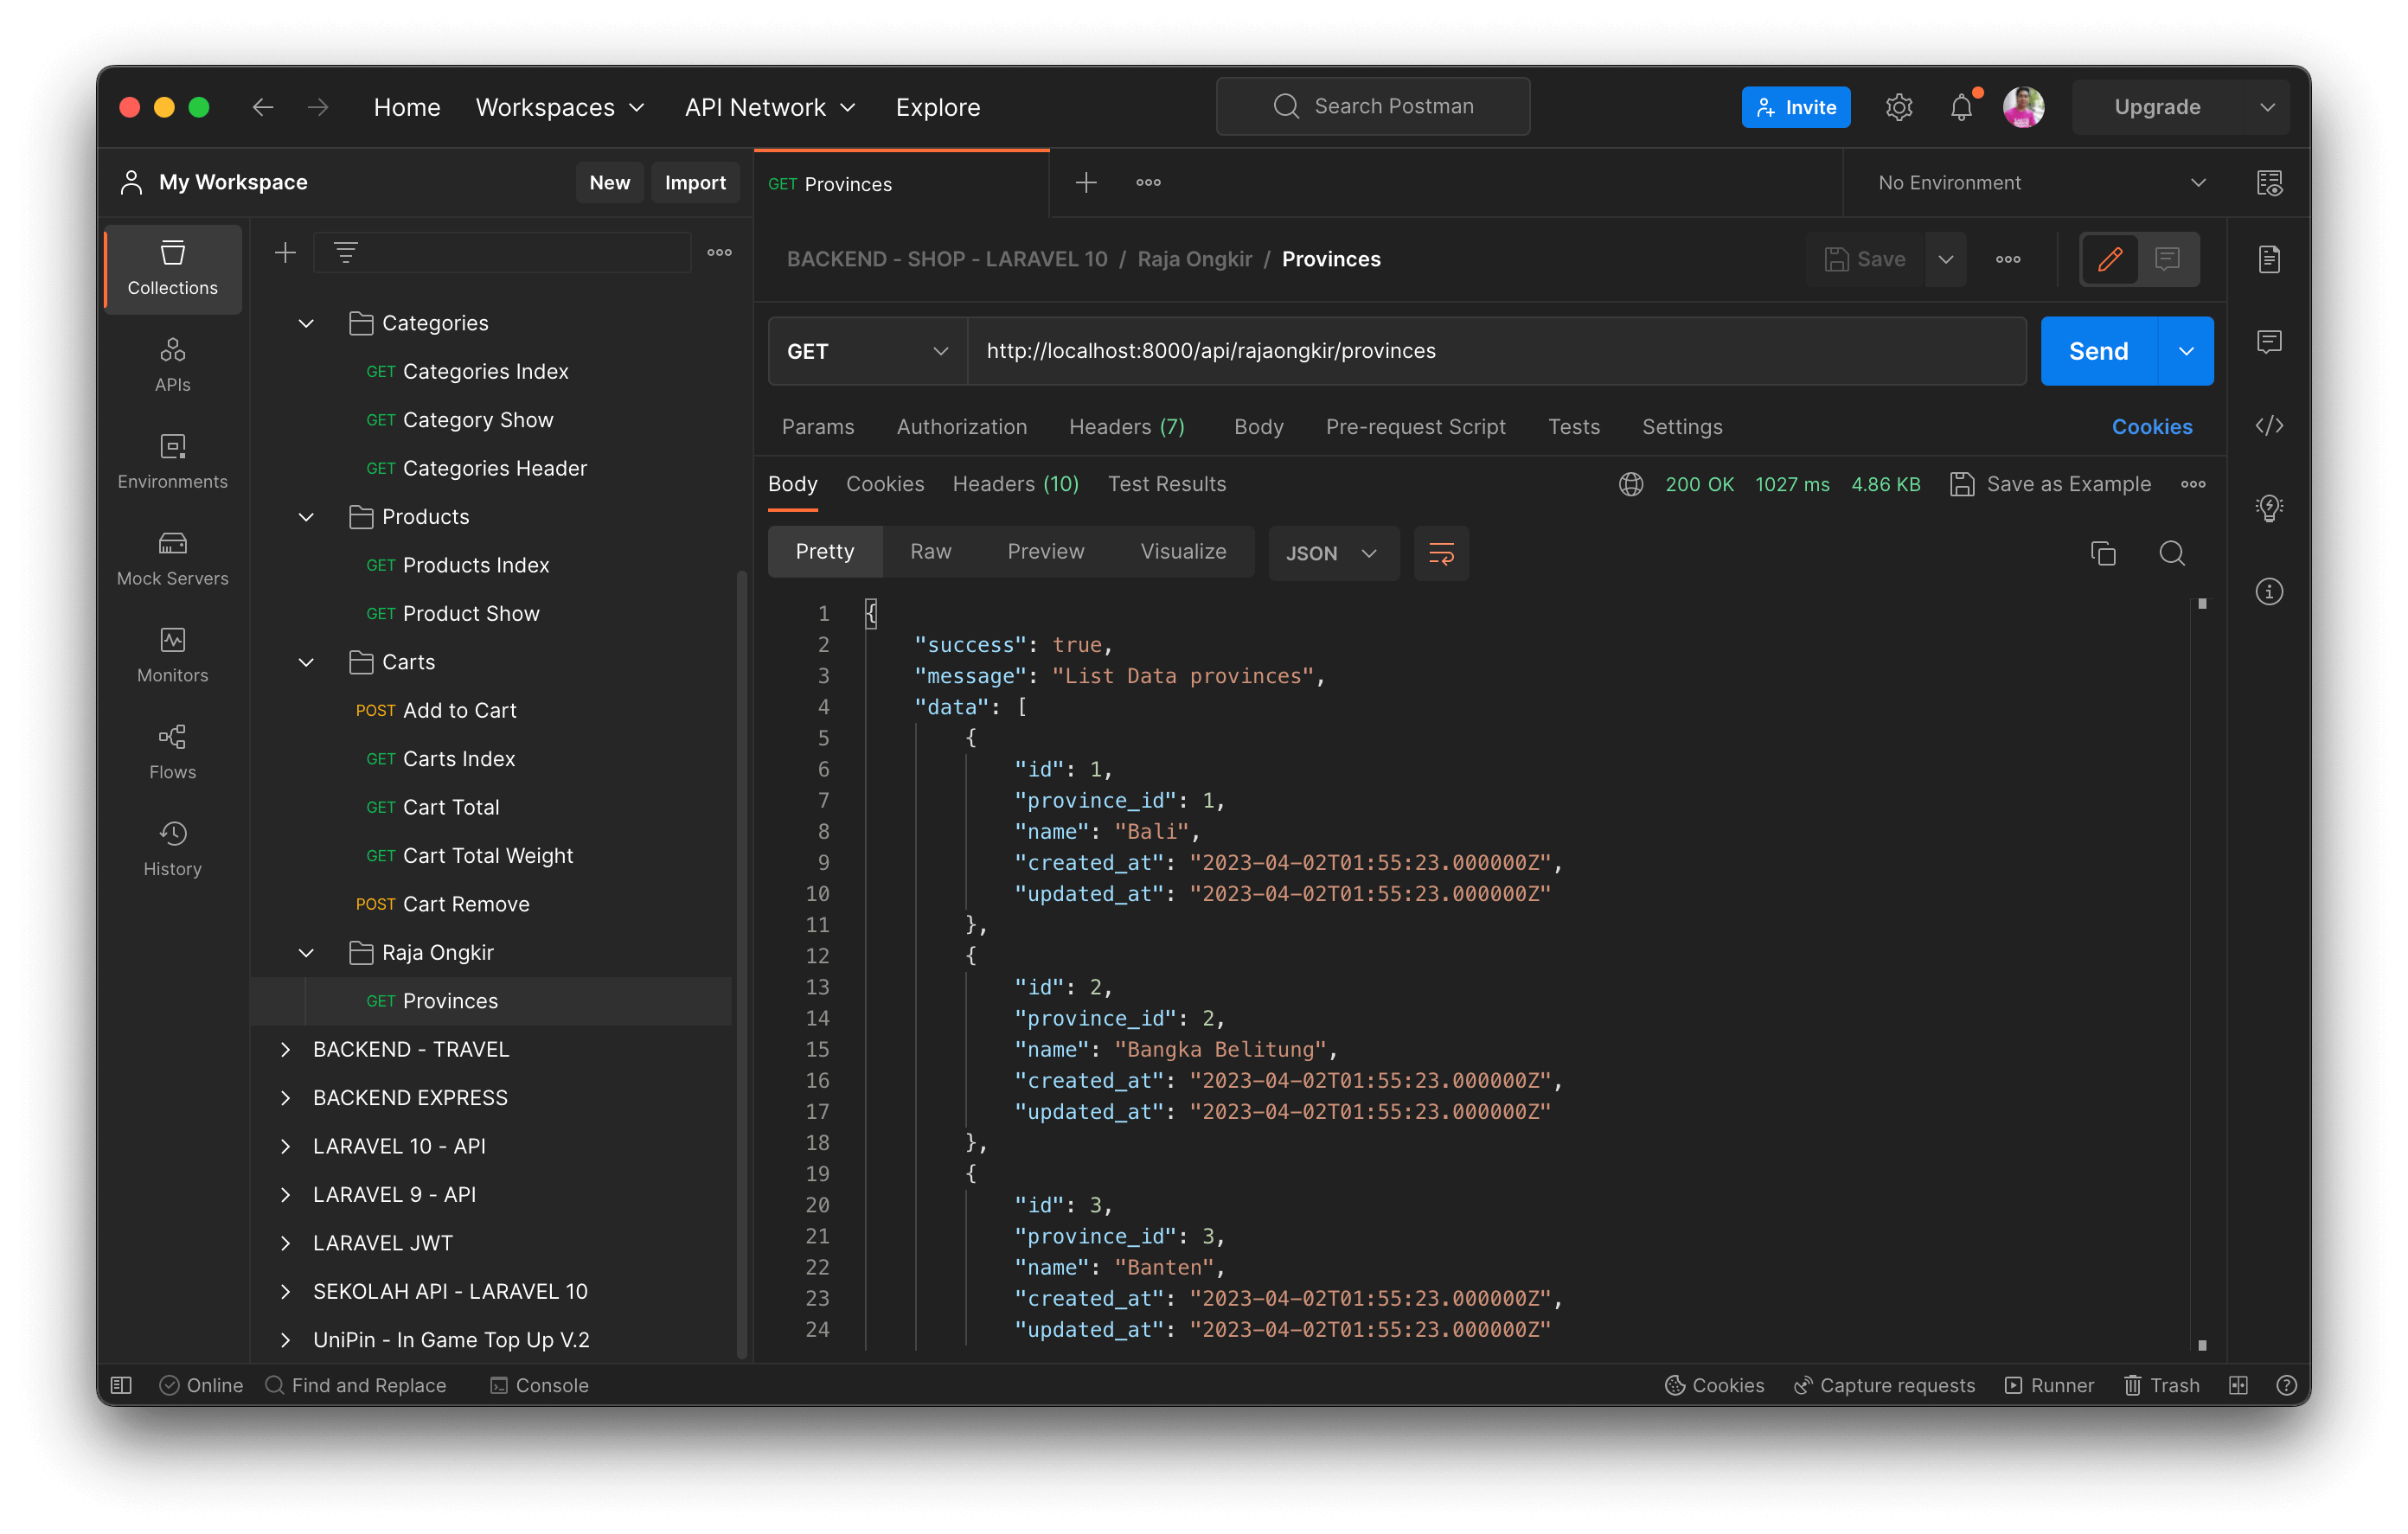 Home Workspaces API Network Explore Search Postman Invite Upgrade
My Workspace New Import GET Provinces No Environment
Collections
APIs
Environments
Mock Servers
Monitors
Flows
History
Categories
GET Categories Index
GET Category Show
GET Categories Header
Products
GET Products Index
GET Product Show
Carts
POST Add to Cart
GET Carts Index
GET Cart Total
GET Cart Total Weight
POST Cart Remove
Raja Ongkir
GET Provinces
BACKEND - TRAVEL
BACKEND EXPRESS
LARAVEL 10 - API
LARAVEL 9 - API
LARAVEL JWT
SEKOLAH API - LARAVEL 10
UniPin - In Game Top Up V.2
BACKEND - SHOP - LARAVEL 10 / Raja Ongkir / Provinces Save
GET http://localhost:8000/api/rajaongkir/provinces Send
Params Authorization Headers (7) Body Pre-request Script Tests Settings Cookies
Body Cookies Headers (10) Test Results 200 OK 1027 ms 4.86 KB Save as Example
Pretty Raw Preview Visualize JSON
1 {
2 "success": true,
3 "message": "List Data provinces",
4 "data": [
5 {
6 "id": 1,
7 "province_id": 1,
8 "name": "Bali",
9 "created_at": "2023-04-02T01:55:23.000000Z",
10 "updated_at": "2023-04-02T01:55:23.000000Z"
11 },
12 {
13 "id": 2,
14 "province_id": 2,
15 "name": "Bangka Belitung",
16 "created_at": "2023-04-02T01:55:23.000000Z",
17 "updated_at": "2023-04-02T01:55:23.000000Z"
18 },
19 {
20 "id": 3,
21 "province_id": 3,
22 "name": "Banten",
23 "created_at": "2023-04-02T01:55:23.000000Z",
24 "updated_at": "2023-04-02T01:55:23.000000Z"
Online Find and Replace Console Cookies Capture requests Runner Trash